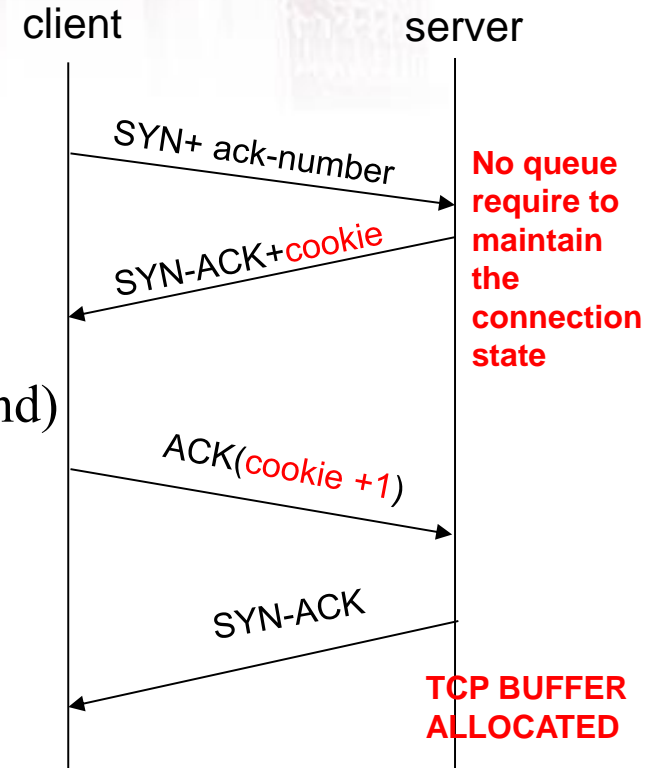 client
server
SYN+ ack-number
No queue
require to
maintain
the
connection
state
SYN-ACK+cookie
nd)
ACK(cookie +1)
SYN-ACK
TCP BUFFER
ALLOCATED